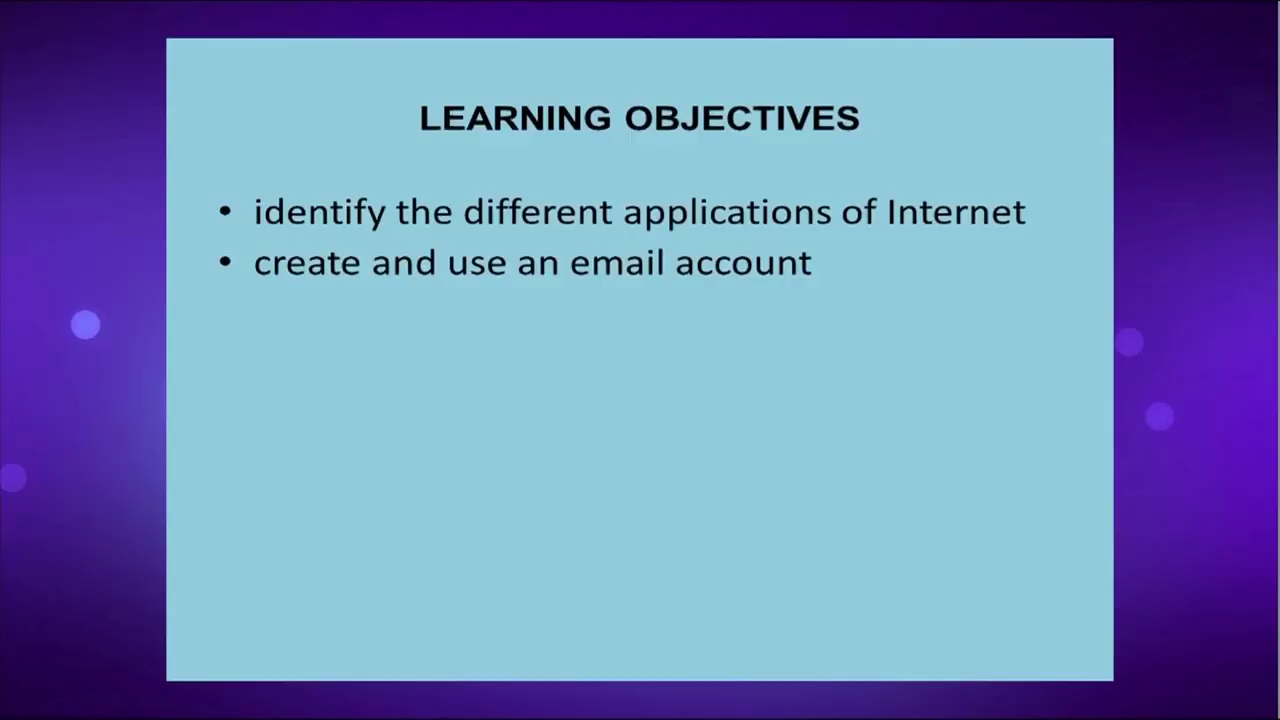 LEARNING OBJECTIVES
• identify the different applications of Internet
• create and use an email account